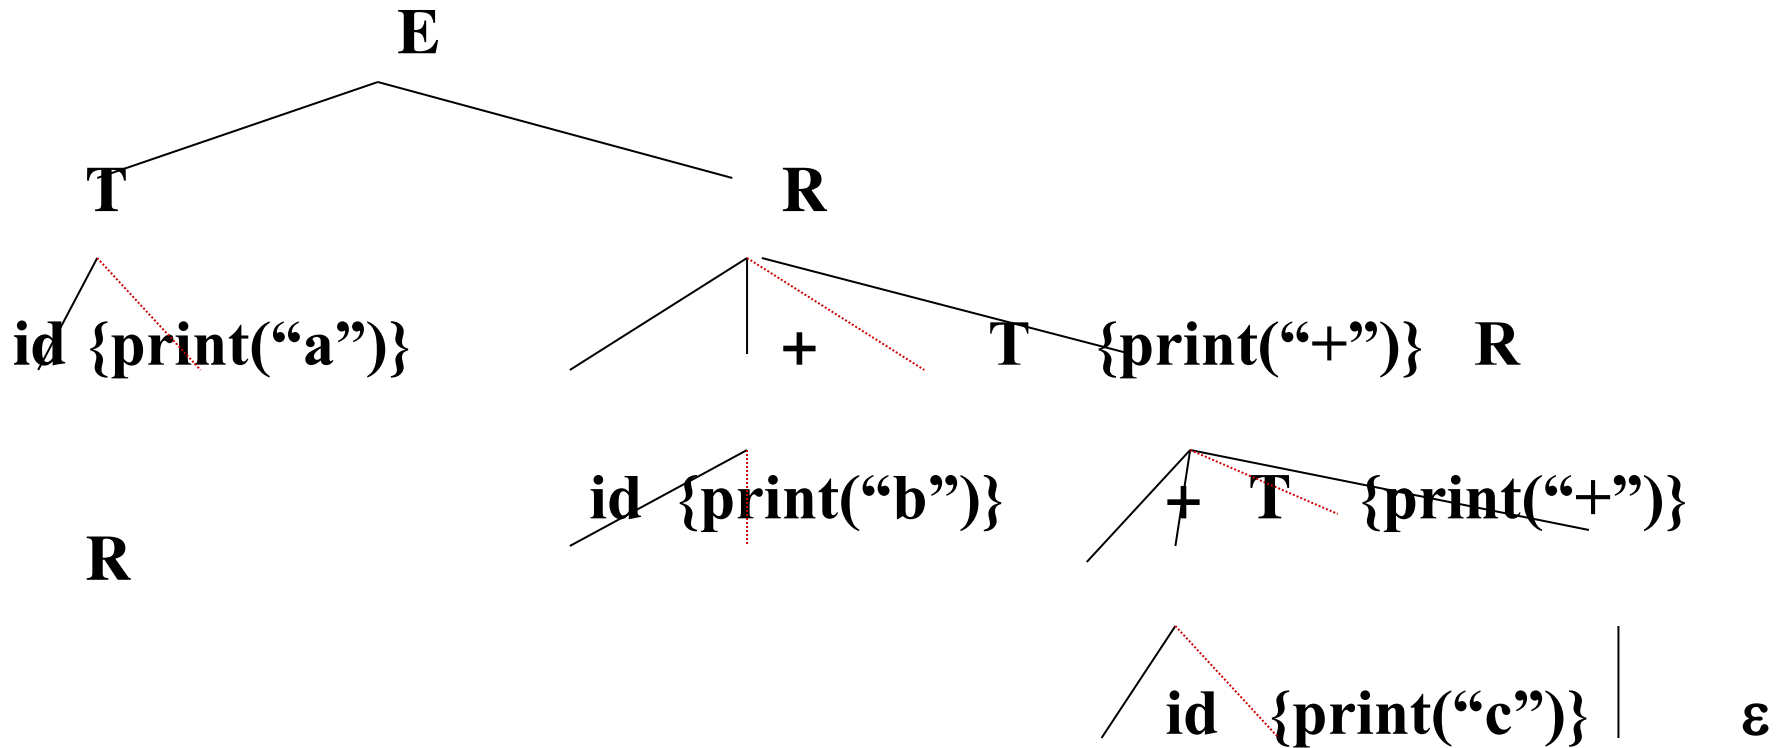 E
T R
id {print(“a”)} + T {print(“+”)} R
id {print(“b”)} + T {print(“+”)}
R
id {print(“c”)} ε